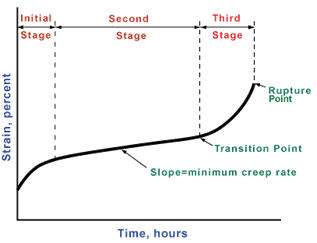 Initial
Stage
Second
Stage
Third
Stage
Rupture
Point
Transition Point
Slope=minimum creep rate
Strain, percent
Time, hours